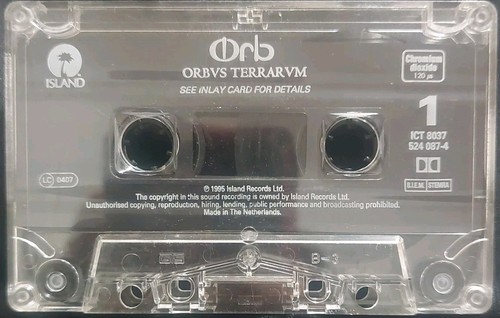 Orb
ORBVS TERRARVM
SEE INLAY CARD FOR DETAILS
ISLAND
Chromium
dioxide
120 µs
1
ICT 8037
524 087-4
LC 0407
B.I.E.M. STEMRA
℗ 1995 Island Records Ltd.
The copyright in this sound recording is owned by Island Records Ltd.
Unauthorised copying, reproduction, hiring, lending, public performance and broadcasting prohibited.
Made in The Netherlands.